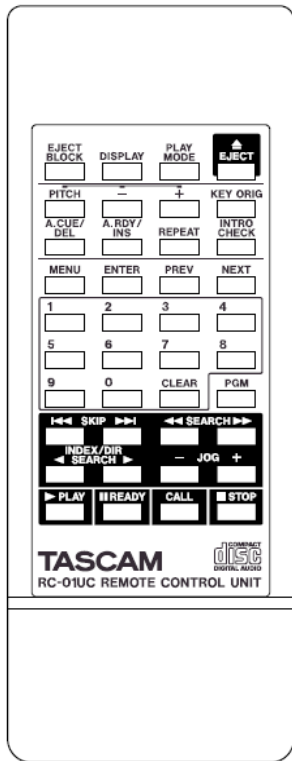 EJECT BLOCK DISPLAY PLAY MODE EJECT
PITCH − + KEY ORIG
A.CUE/ DEL A.RDY/ INS REPEAT INTRO CHECK
MENU ENTER PREV NEXT
1 2 3 4
5 6 7 8
9 0 CLEAR PGM
SKIP SEARCH
INDEX/DIR SEARCH − JOG +
PLAY READY CALL STOP
TASCAM COMPACT disc DIGITAL AUDIO
RC-01UC REMOTE CONTROL UNIT